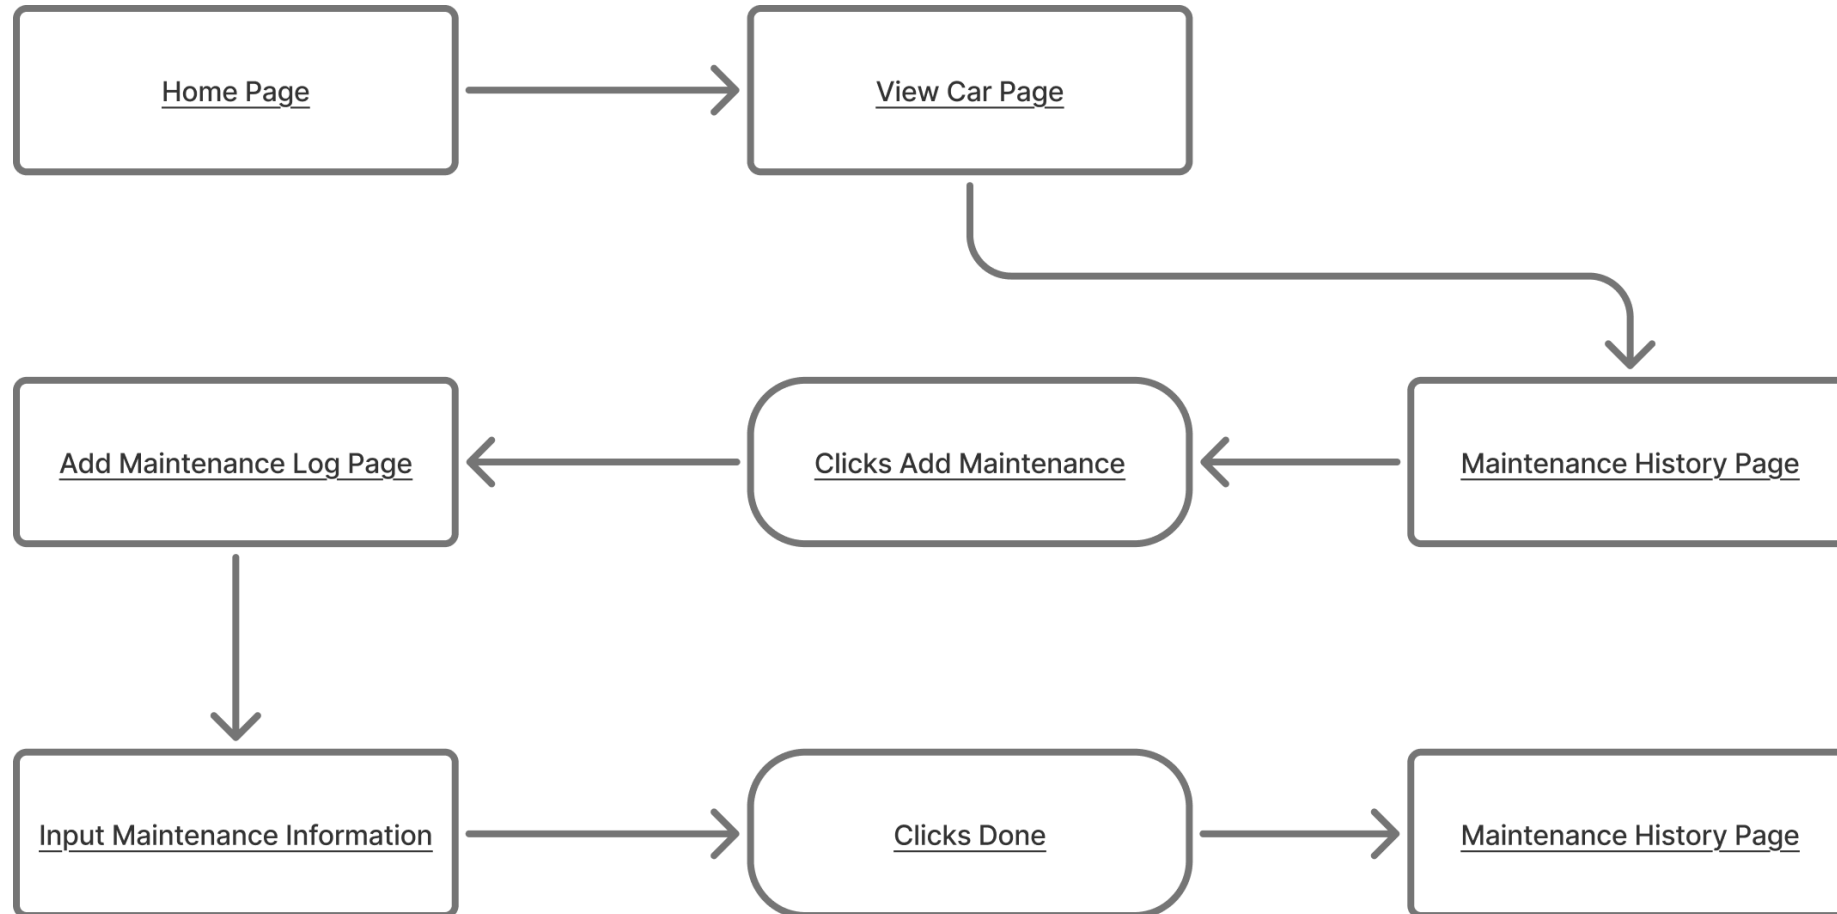 Home Page
View Car Page
Add Maintenance Log Page
Clicks Add Maintenance
Maintenance History Page
Input Maintenance Information
Clicks Done
Maintenance History Page